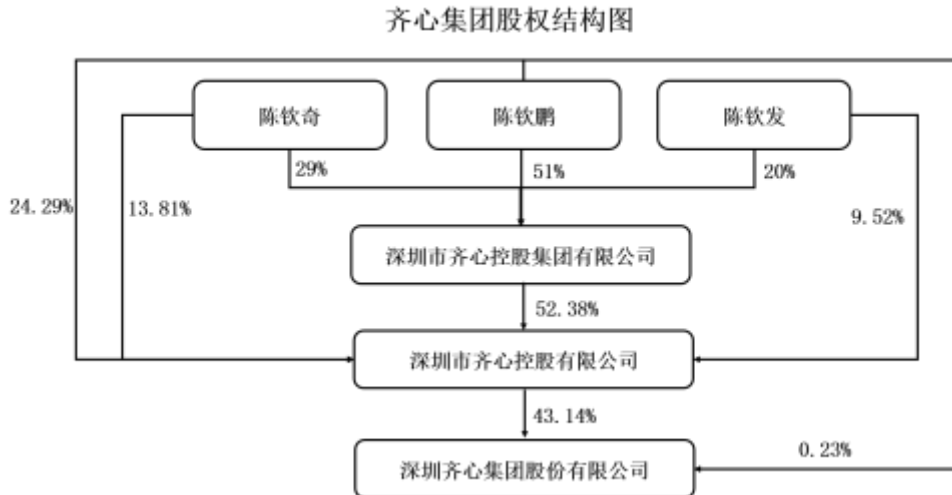 齐心集团股权结构图
陈钦奇
陈钦鹏
陈钦发
29%
51%
20%
24.29%
13.81%
9.52%
深圳市齐心控股集团有限公司
52.38%
深圳市齐心控股有限公司
43.14%
0.23%
深圳齐心集团股份有限公司